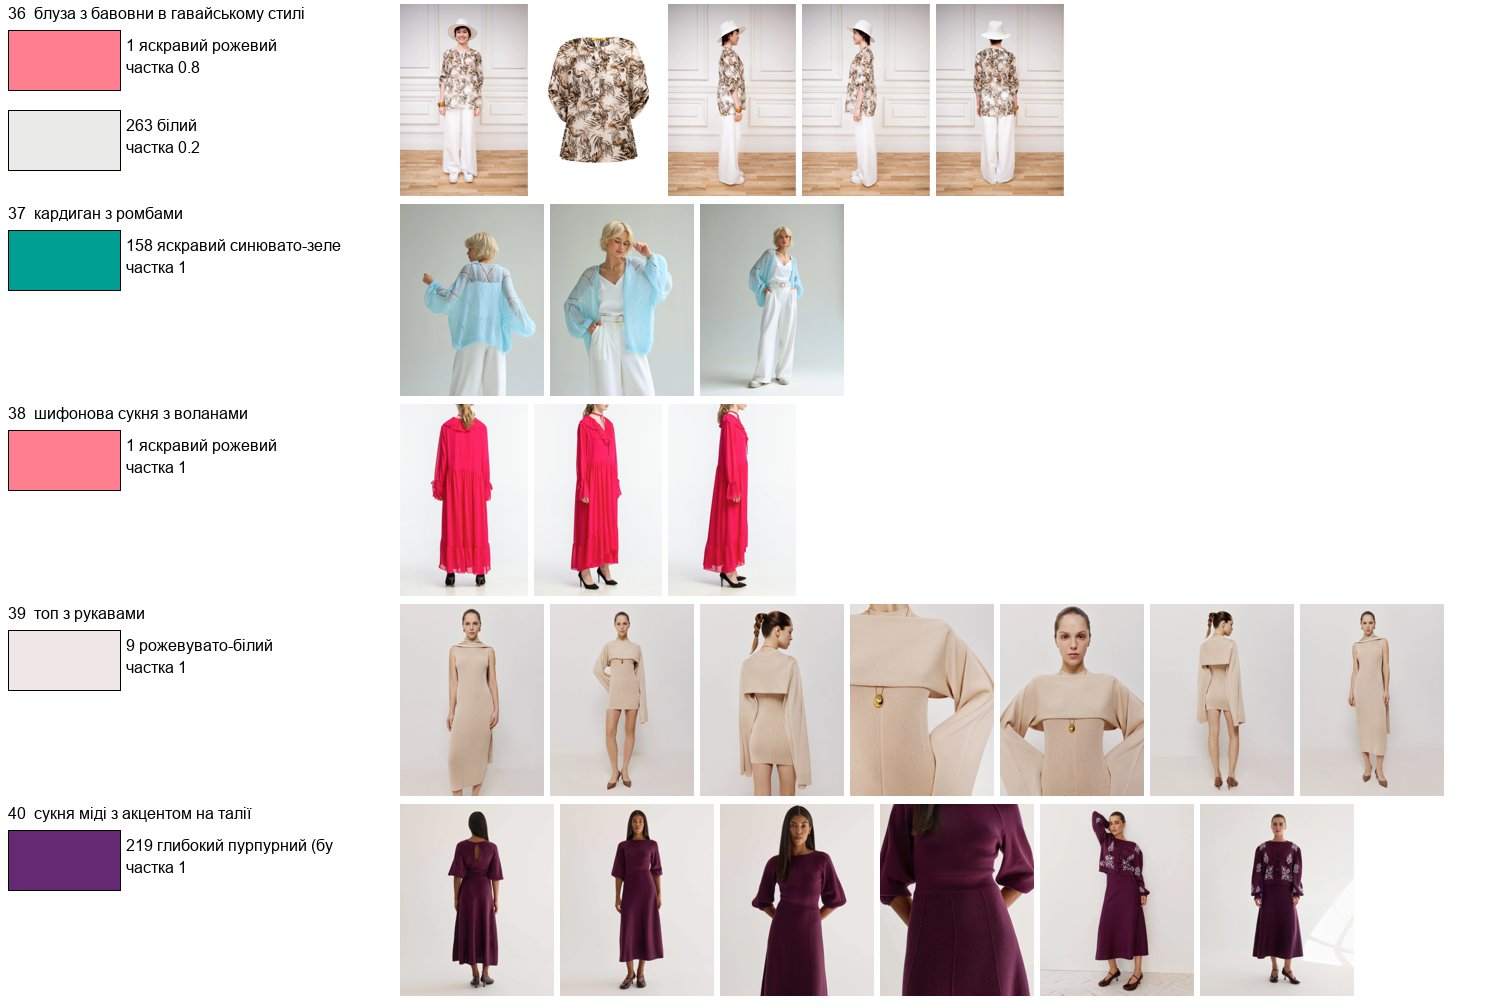 36 блуза з бавовни в гавайському стилі
1 яскравий рожевий
частка 0.8
263 білий
частка 0.2
37 кардиган з ромбами
158 яскравий синювато-зеле
частка 1
38 шифонова сукня з воланами
1 яскравий рожевий
частка 1
39 топ з рукавами
9 рожевувато-білий
частка 1
40 сукня міді з акцентом на талії
219 глибокий пурпурний (бу
частка 1